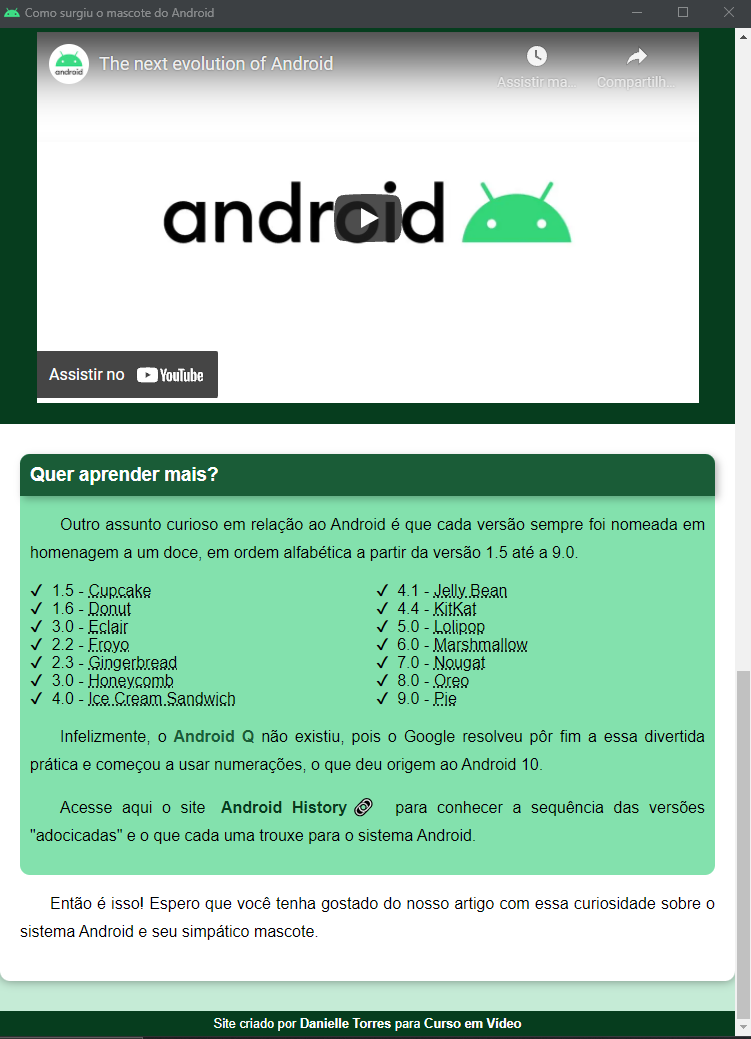 Como surgiu o mascote do Android
android
The next evolution of Android
Assistir ma...
Compartilh...
android
Assistir no YouTube
Quer aprender mais?
Outro assunto curioso em relação ao Android é que cada versão sempre foi nomeada em
homenagem a um doce, em ordem alfabética a partir da versão 1.5 até a 9.0.
✓ 1.5 - Cupcake
✓ 1.6 - Donut
✓ 3.0 - Eclair
✓ 2.2 - Froyo
✓ 2.3 - Gingerbread
✓ 3.0 - Honeycomb
✓ 4.0 - Ice Cream Sandwich
✓ 4.1 - Jelly Bean
✓ 4.4 - KitKat
✓ 5.0 - Lolipop
✓ 6.0 - Marshmallow
✓ 7.0 - Nougat
✓ 8.0 - Oreo
✓ 9.0 - Pie
Infelizmente, o Android Q não existiu, pois o Google resolveu pôr fim a essa divertida
prática e começou a usar numerações, o que deu origem ao Android 10.
Acesse aqui o site Android History para conhecer a sequência das versões
"adocicadas" e o que cada uma trouxe para o sistema Android.
Então é isso! Espero que você tenha gostado do nosso artigo com essa curiosidade sobre o
sistema Android e seu simpático mascote.
Site criado por Danielle Torres para Curso em Vídeo